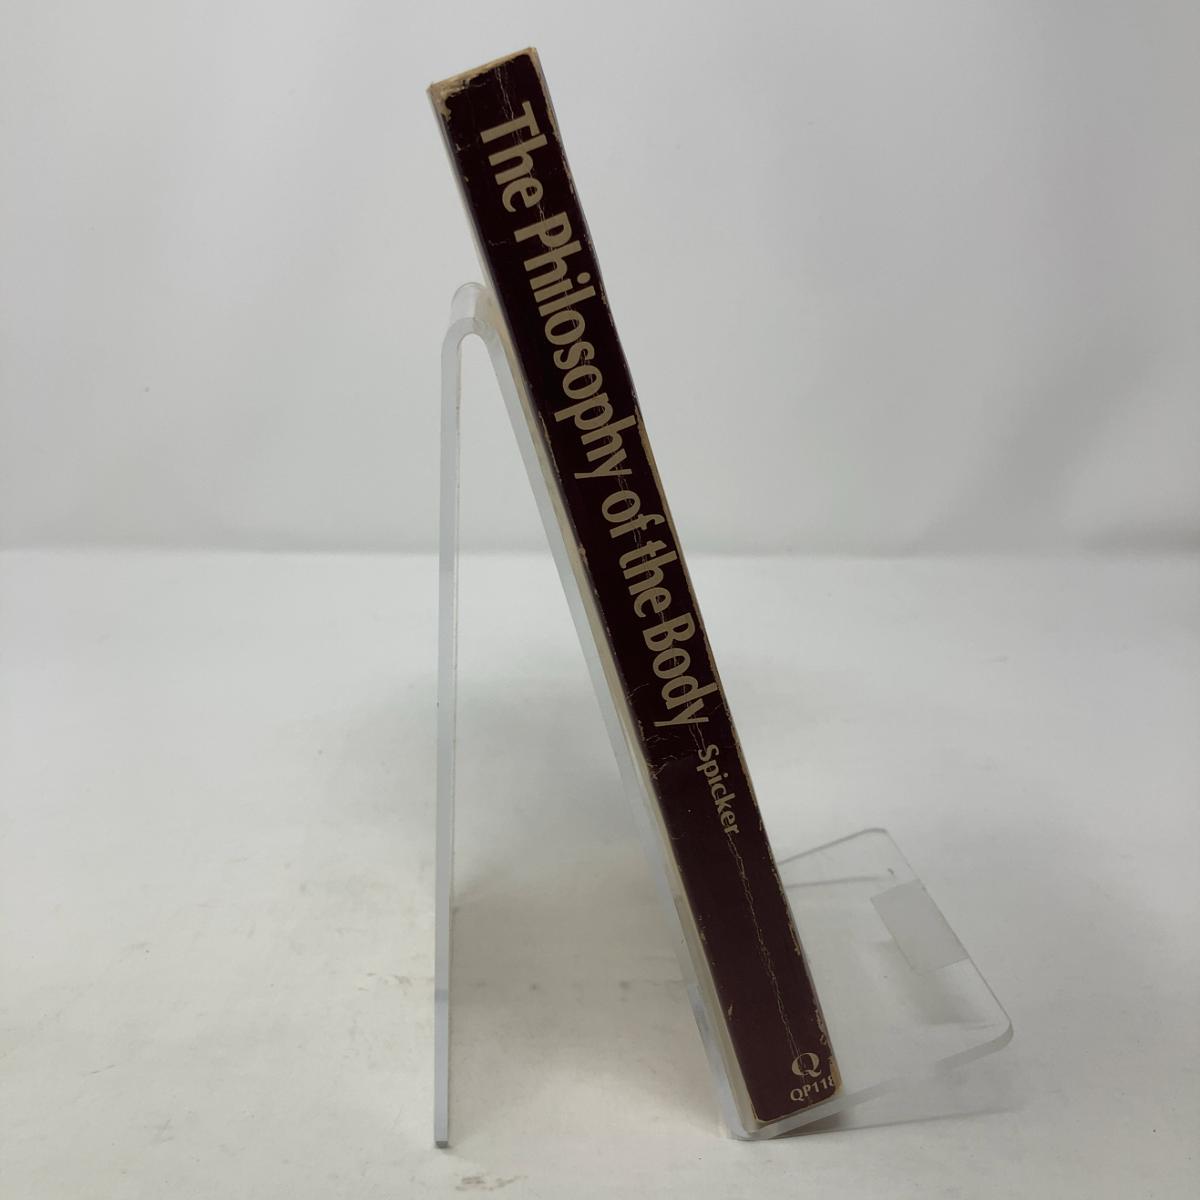 The Philosophy of the Body
Spicker
Q
QP118